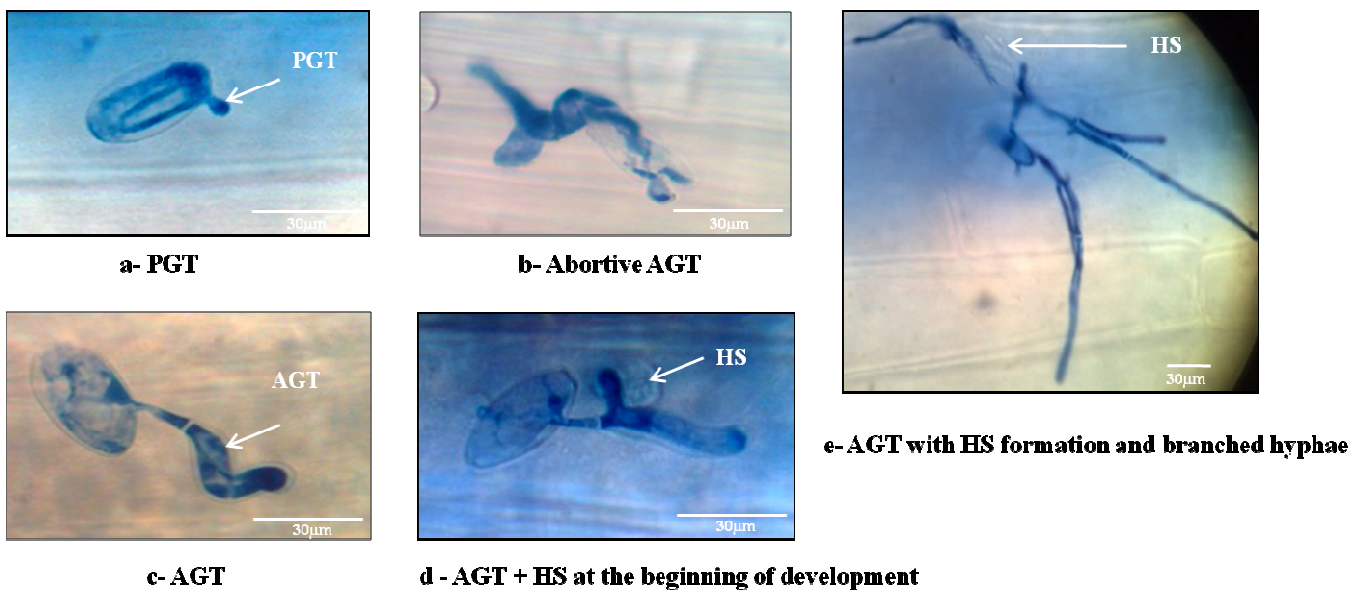 PGT
30μm
a- PGT
30μm
b- Abortive AGT
AGT
30μm
c- AGT
HS
30μm
d - AGT + HS at the beginning of development
HS
30μm
e- AGT with HS formation and branched hyphae